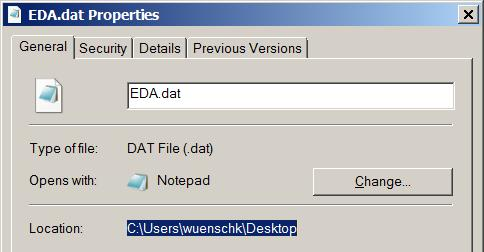 EDA.dat Properties
General Security Details Previous Versions
EDA.dat
Type of file: DAT File (.dat)
Opens with: Notepad Change...
Location: C:\Users\wuenschk\Desktop